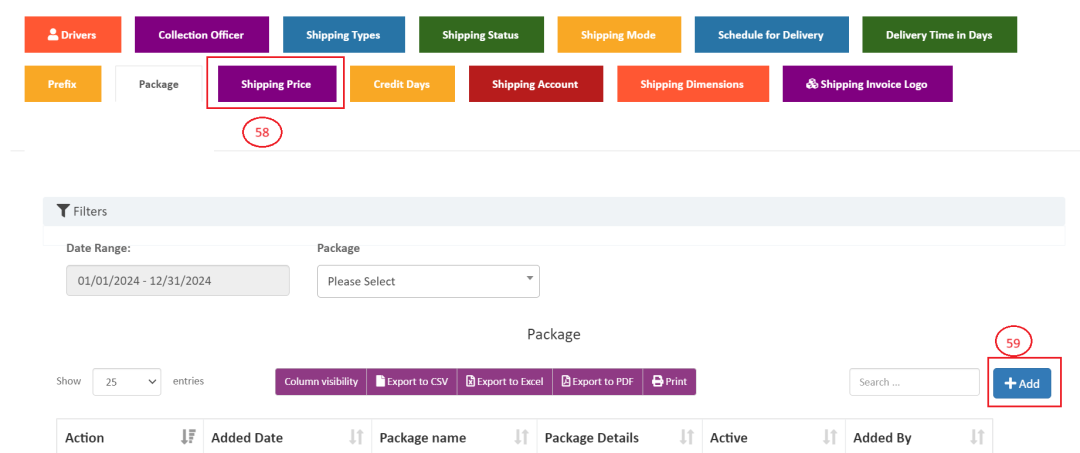 Drivers Collection Officer Shipping Types Shipping Status Shipping Mode Schedule for Delivery Delivery Time in Days
Prefix Package Shipping Price Credit Days Shipping Account Shipping Dimensions Shipping Invoice Logo
58
Filters
Date Range: Package
01/01/2024 - 12/31/2024 Please Select
Package
59
Show 25 entries Column visibility Export to CSV Export to Excel Export to PDF Print Search ... Add
Action Added Date Package name Package Details Active Added By